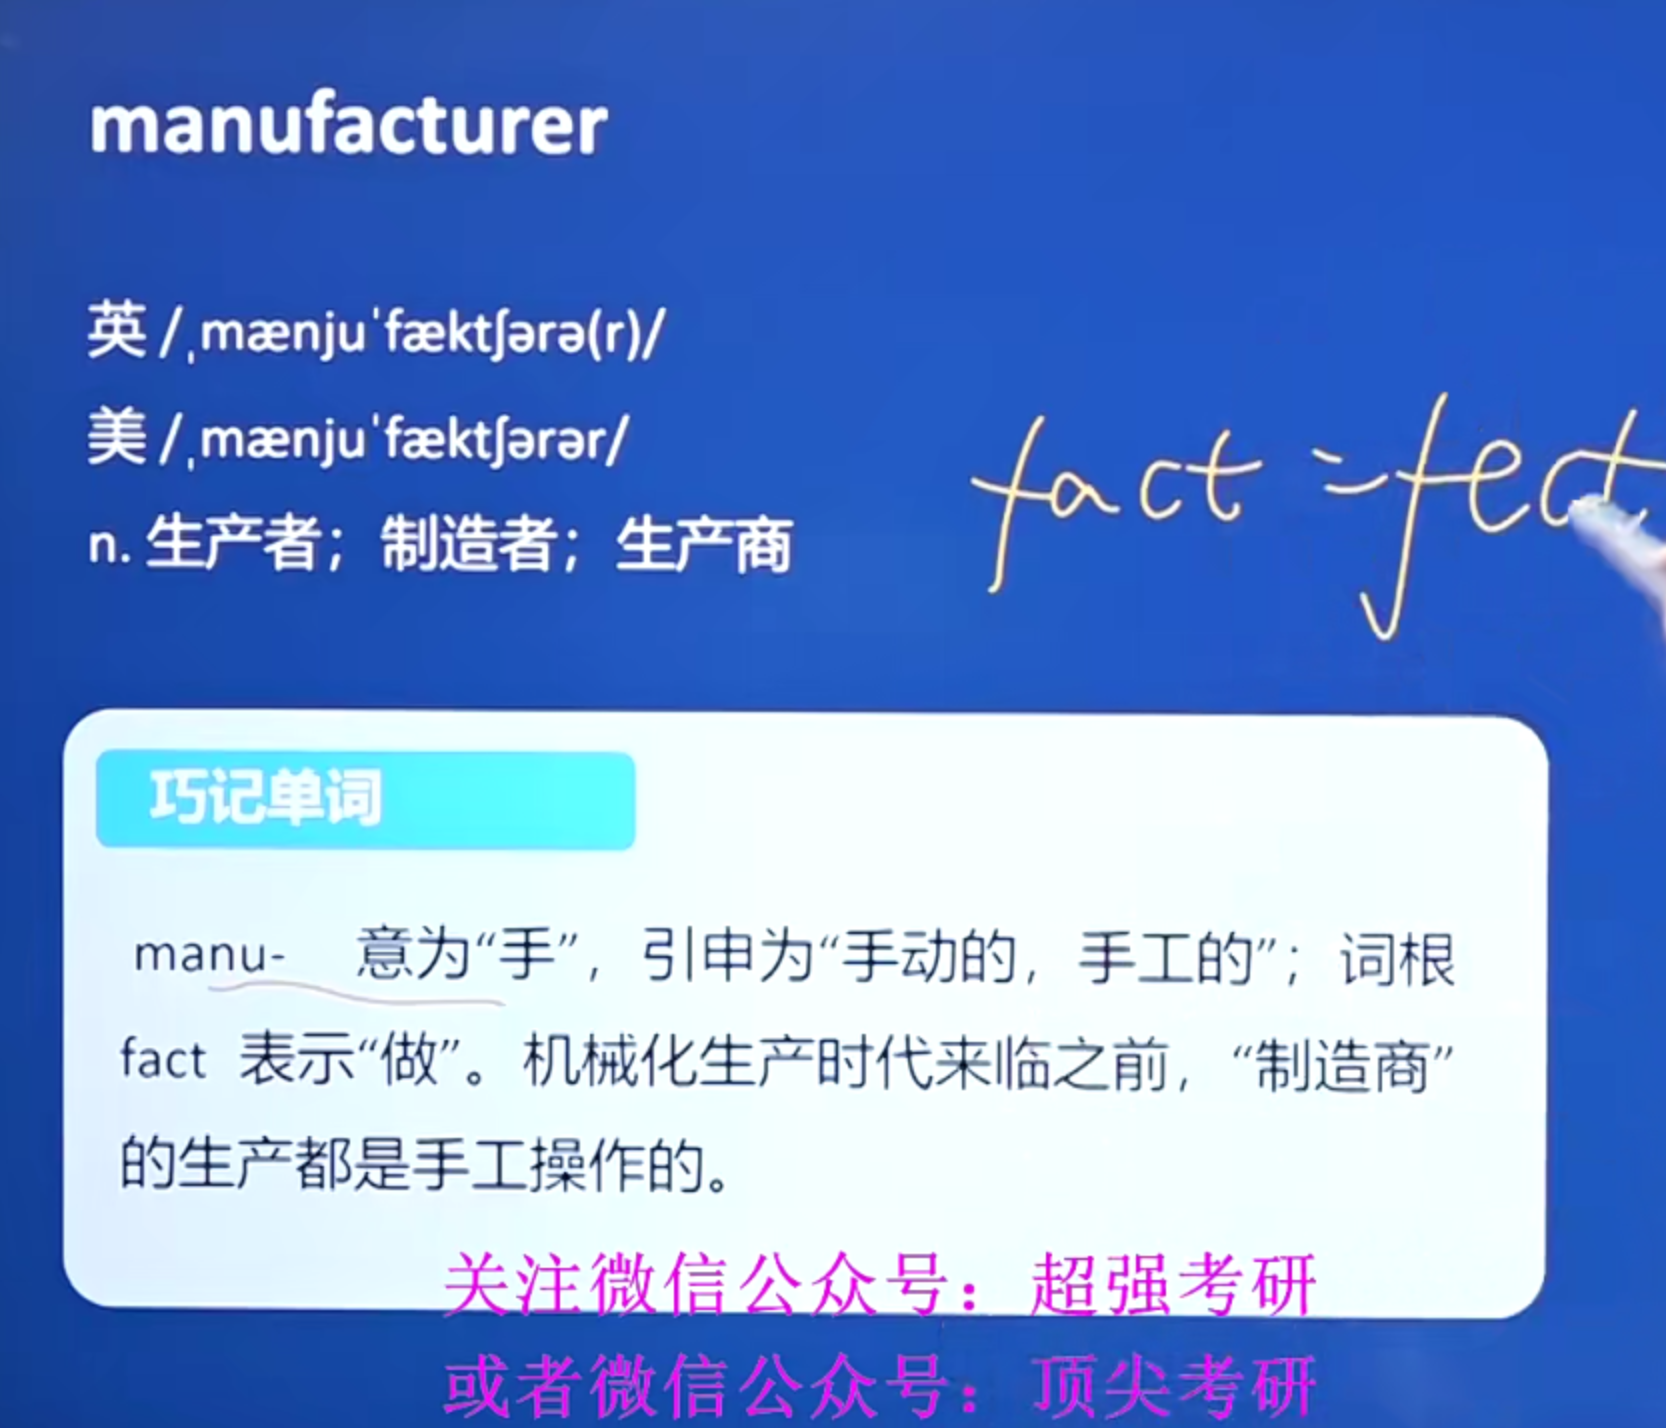 manufacturer
英 /ˌmænjuˈfæktʃərə(r)/
美 /ˌmænjuˈfæktʃərər/
n. 生产者；制造者；生产商
fact = fect
巧记单词
manu- 意为“手”，引申为“手动的，手工的”；词根
fact 表示“做”。机械化生产时代来临之前，“制造商”
的生产都是手工操作的。
关注微信公众号：超强考研
或者微信公众号：顶尖考研